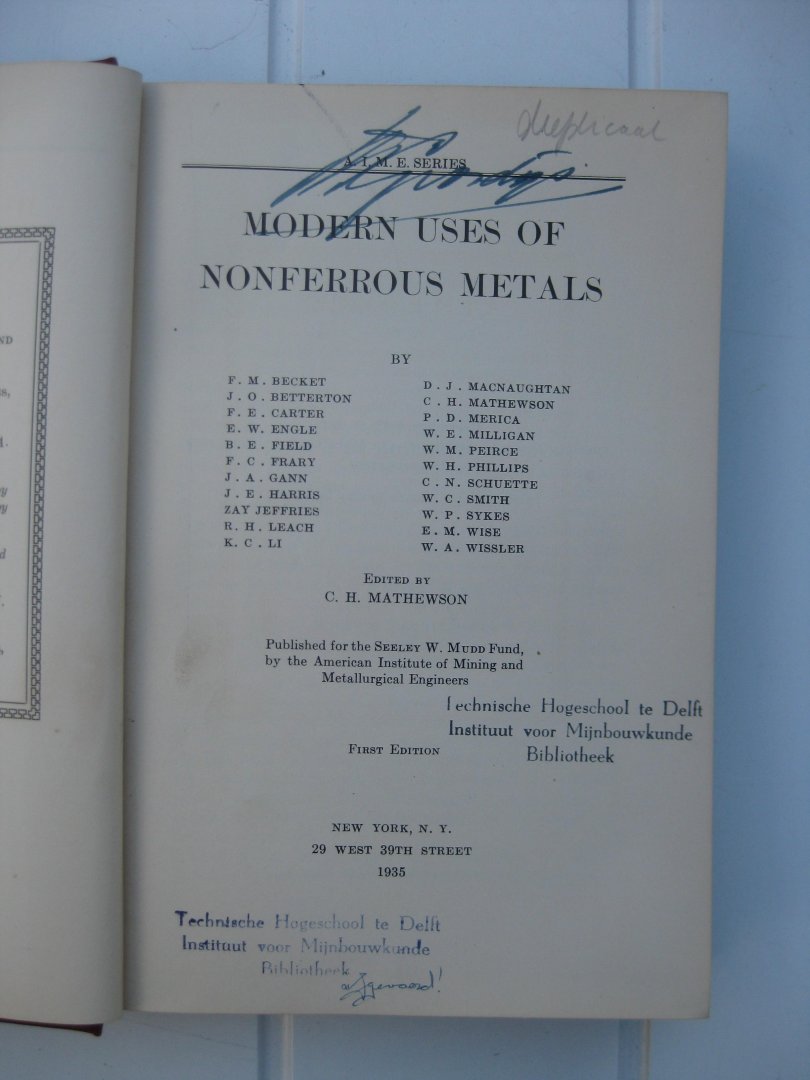 duplicaat
A. I. M. E. SERIES
MODERN USES OF
NONFERROUS METALS
BY
F. M. BECKET
J. O. BETTERTON
F. E. CARTER
E. W. ENGLE
B. E. FIELD
F. C. FRARY
J. A. GANN
J. E. HARRIS
ZAY JEFFRIES
R. H. LEACH
K. C. LI
D. J. MACNAUGHTAN
C. H. MATHEWSON
P. D. MERICA
W. E. MILLIGAN
W. M. PEIRCE
W. H. PHILLIPS
C. N. SCHUETTE
W. C. SMITH
W. P. SYKES
E. M. WISE
W. A. WISSLER
EDITED BY
C. H. MATHEWSON
Published for the SEELEY W. MUDD Fund,
by the American Institute of Mining and
Metallurgical Engineers
Technische Hogeschool te Delft
Instituut voor Mijnbouwkunde
Bibliotheek
FIRST EDITION
NEW YORK, N. Y.
29 WEST 39TH STREET
1935
Technische Hogeschool te Delft
Instituut voor Mijnbouwkunde
Bibliotheek
afgevoerd!